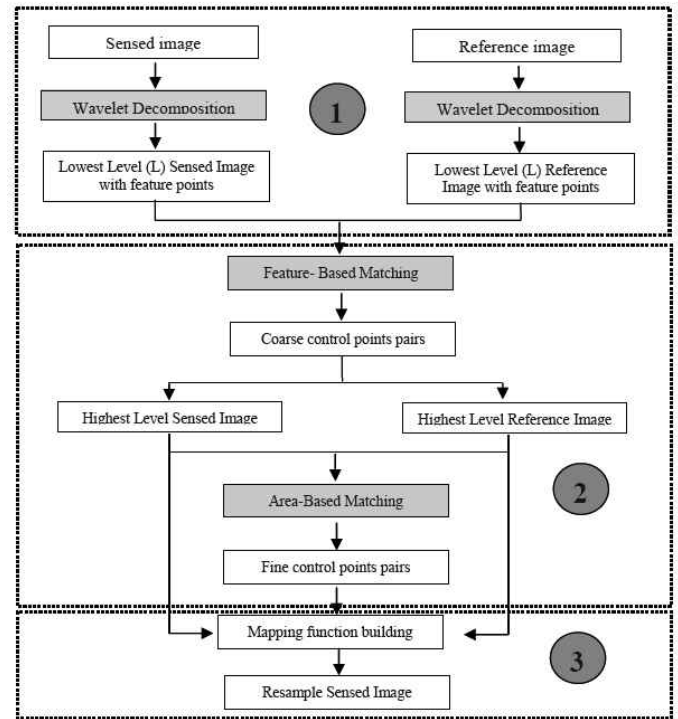 Sensed image
Reference image
Wavelet Decomposition
1
Wavelet Decomposition
Lowest Level (L) Sensed Image
with feature points
Lowest Level (L) Reference
Image with feature points
Feature- Based Matching
Coarse control points pairs
Highest Level Sensed Image
Highest Level Reference Image
2
Area-Based Matching
Fine control points pairs
Mapping function building
3
Resample Sensed Image